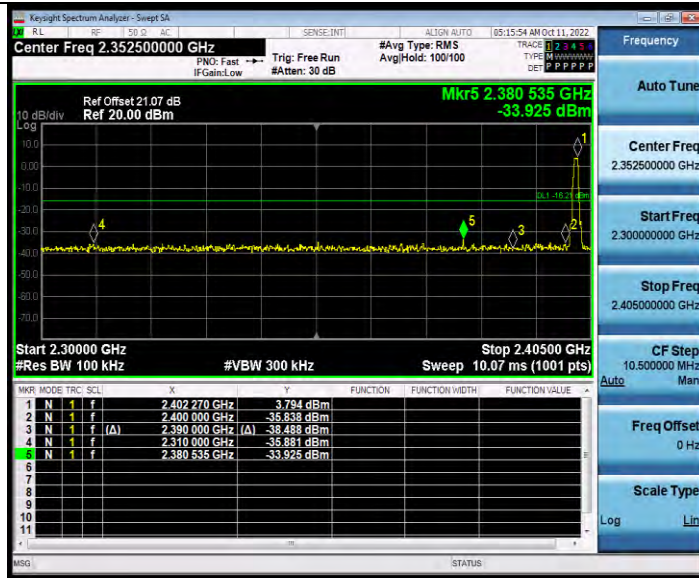 Keysight Spectrum Analyzer - Swept SA
RL RF 50 Ω AC SENSE:INT ALIGN AUTO 05:15:54 AM Oct 11, 2022
Center Freq 2.352500000 GHz
PNO: Fast
IFGain:Low
Trig: Free Run
#Atten: 30 dB
#Avg Type: RMS
Avg|Hold: 100/100
TRACE 1 2 3 4 5 6
TYPE M
DET P P P P P
Frequency
Mkr5 2.380 535 GHz
-33.925 dBm
Ref Offset 21.07 dB
Ref 20.00 dBm
10 dB/div
Log
10.0
0.00
-10.0
-20.0
-30.0
-40.0
-50.0
-60.0
-70.0
DL1 -16.21 dBm
1
2
3
4
5
Start 2.30000 GHz
Stop 2.40500 GHz
#Res BW 100 kHz
#VBW 300 kHz
Sweep 10.07 ms (1001 pts)
MKR MODE TRC SCL X Y FUNCTION FUNCTION WIDTH FUNCTION VALUE
1 N 1 f 2.402 270 GHz 3.794 dBm
2 N 1 f 2.400 000 GHz -35.838 dBm
3 N 1 f (Δ) 2.390 000 GHz (Δ) -38.488 dBm
4 N 1 f 2.310 000 GHz -35.881 dBm
5 N 1 f 2.380 535 GHz -33.925 dBm
6
7
8
9
10
11
Auto Tune
Center Freq
2.352500000 GHz
Start Freq
2.300000000 GHz
Stop Freq
2.405000000 GHz
CF Step
10.500000 MHz
Auto Man
Freq Offset
0 Hz
Scale Type
Log Lin
MSG
STATUS